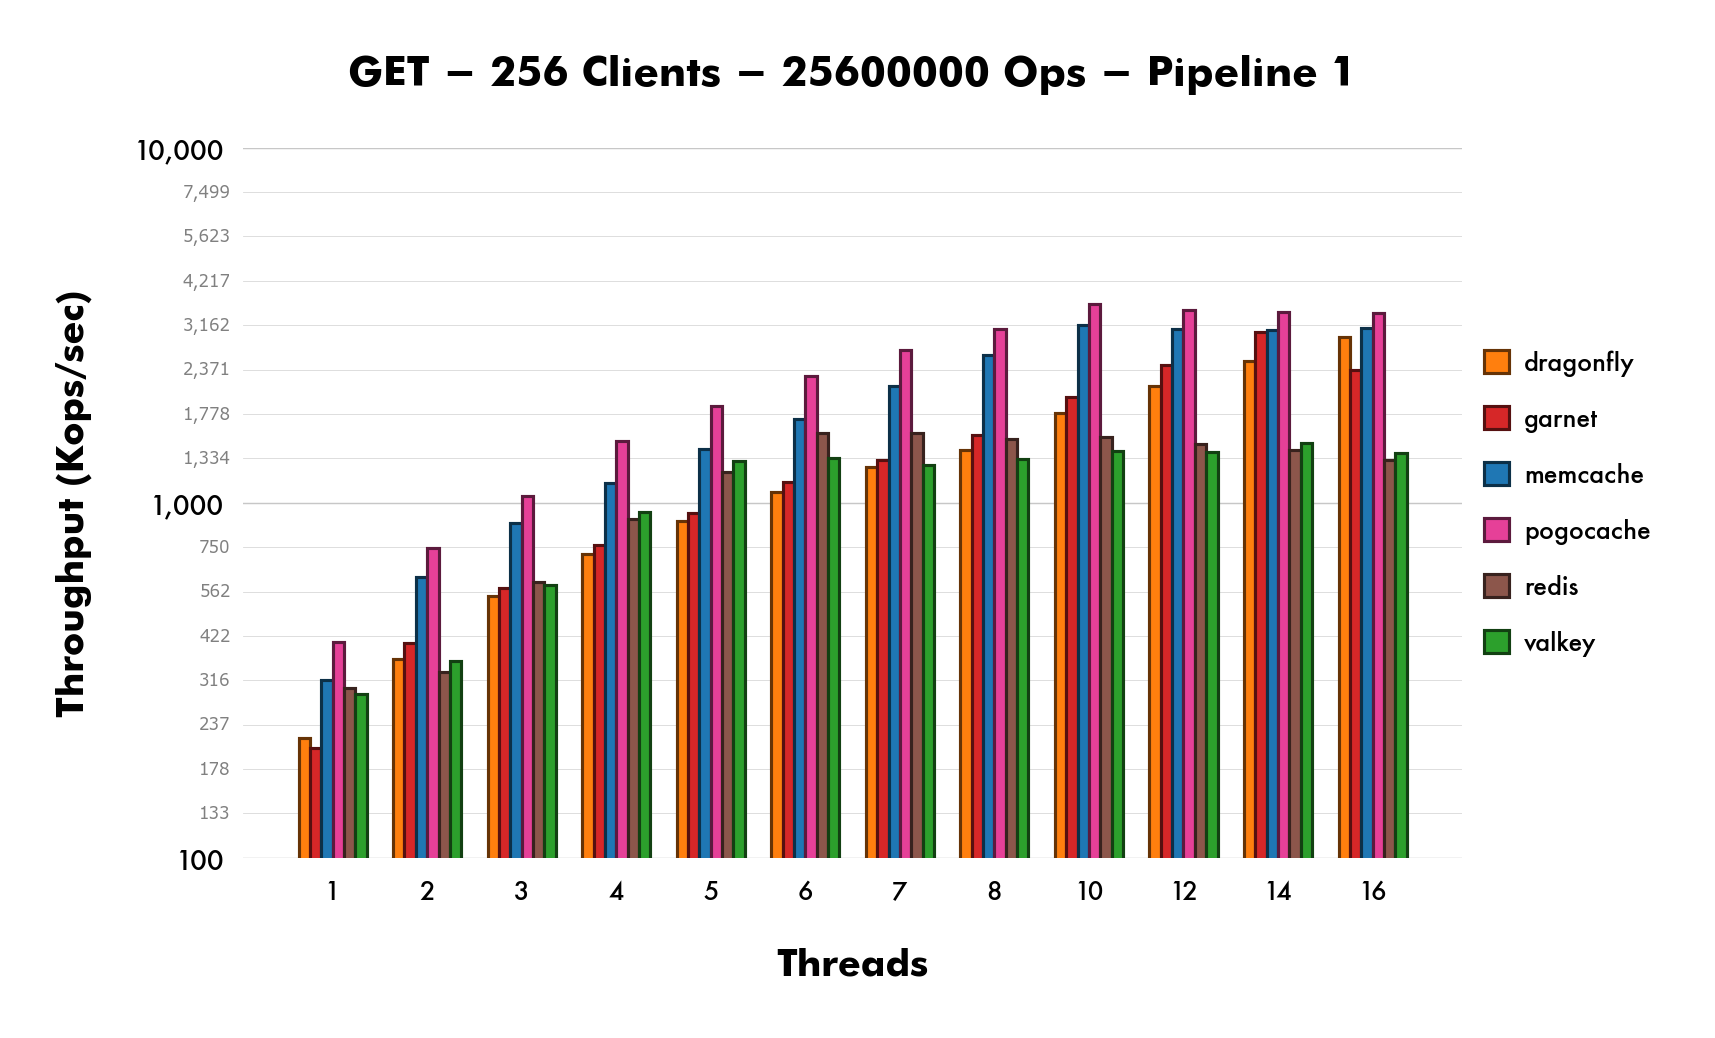 GET – 256 Clients – 25600000 Ops – Pipeline 1
Throughput (Kops/sec)
10,000
7,499
5,623
4,217
3,162
2,371
1,778
1,334
1,000
750
562
422
316
237
178
133
100
1 2 3 4 5 6 7 8 10 12 14 16
Threads
dragonfly
garnet
memcache
pogocache
redis
valkey